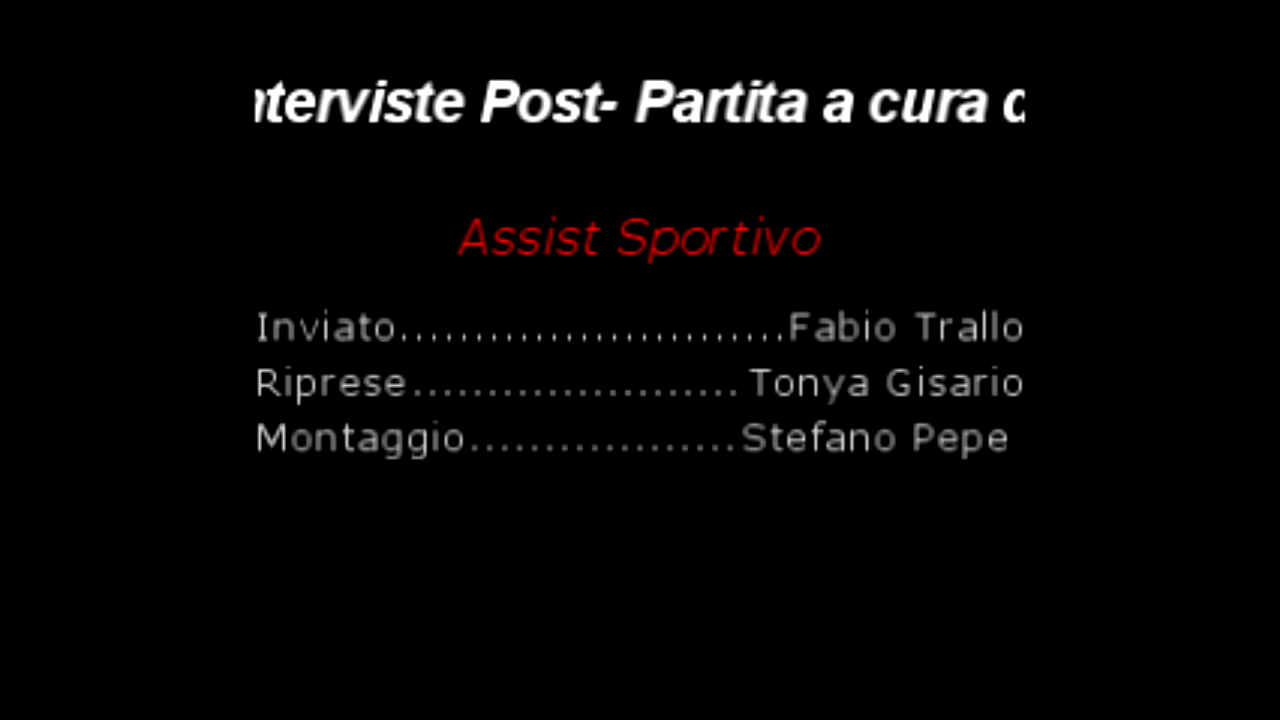 nterviste Post- Partita a cura
Assist Sportivo
Inviato..........................Fabio Trallo
Riprese...................... Tonya Gisario
Montaggio..................Stefano Pepe